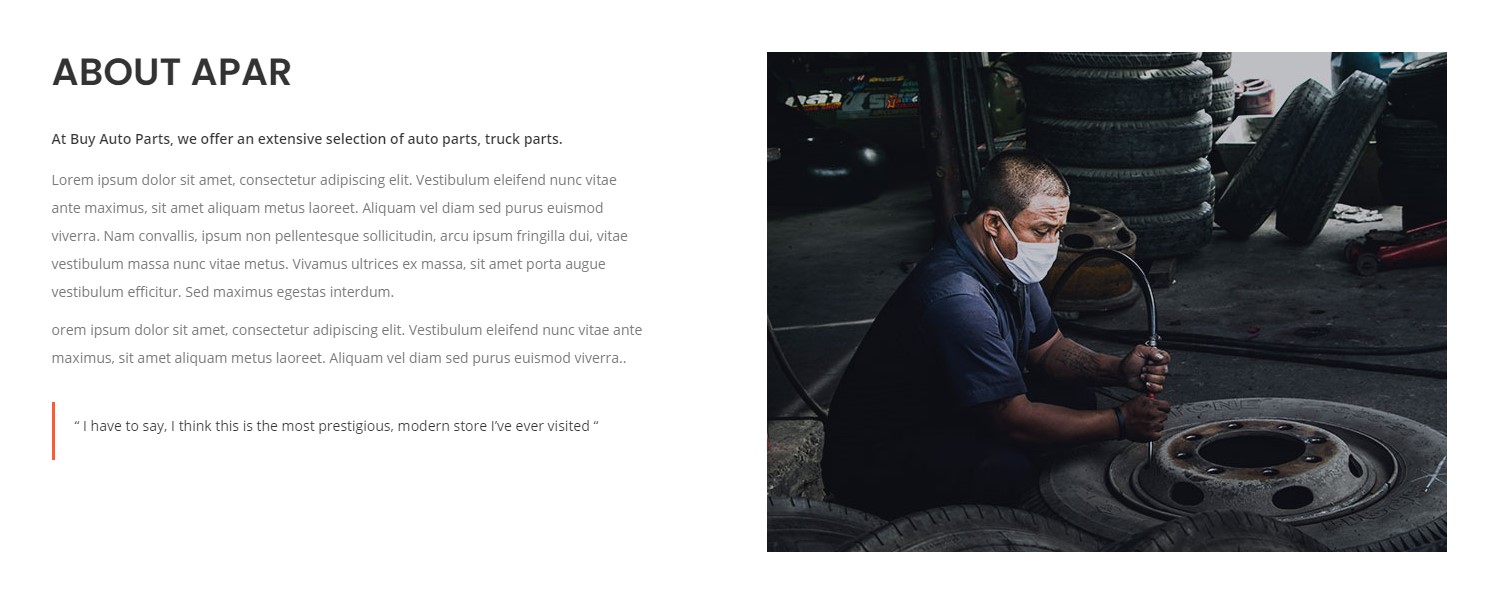 ABOUT APAR
At Buy Auto Parts, we offer an extensive selection of auto parts, truck parts.
Lorem ipsum dolor sit amet, consectetur adipiscing elit. Vestibulum eleifend nunc vitae
ante maximus, sit amet aliquam metus laoreet. Aliquam vel diam sed purus euismod
viverra. Nam convallis, ipsum non pellentesque sollicitudin, arcu ipsum fringilla dui, vitae
vestibulum massa nunc vitae metus. Vivamus ultrices ex massa, sit amet porta augue
vestibulum efficitur. Sed maximus egestas interdum.
orem ipsum dolor sit amet, consectetur adipiscing elit. Vestibulum eleifend nunc vitae ante
maximus, sit amet aliquam metus laoreet. Aliquam vel diam sed purus euismod viverra..
“ I have to say, I think this is the most prestigious, modern store I’ve ever visited “